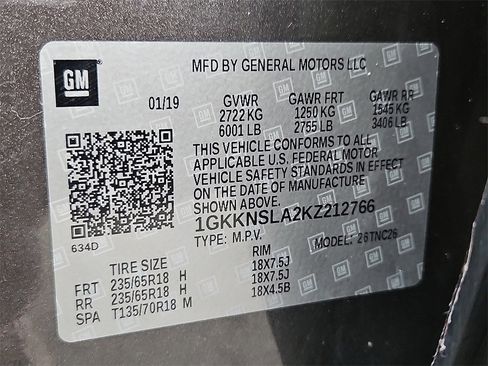 GM
MFD BY GENERAL MOTORS LLC
01/19 GVWR GAWR FRT GAWR RR
2722 KG 1250 KG 1545 KG
6001 LB 2755 LB 3406 LB
THIS VEHICLE CONFORMS TO ALL
APPLICABLE U.S. FEDERAL MOTOR
VEHICLE SAFETY STANDARDS IN
EFFECT ON THE DATE OF MANUFACTURE
SHOWN ABOVE.
1GKKNSLA2KZ212766
TYPE: M.P.V. MODEL: 26TNC26
634D
TIRE SIZE RIM
FRT 235/65R18 H 18X7.5J
RR 235/65R18 H 18X7.5J
SPA T135/70R18 M 18X4.5B